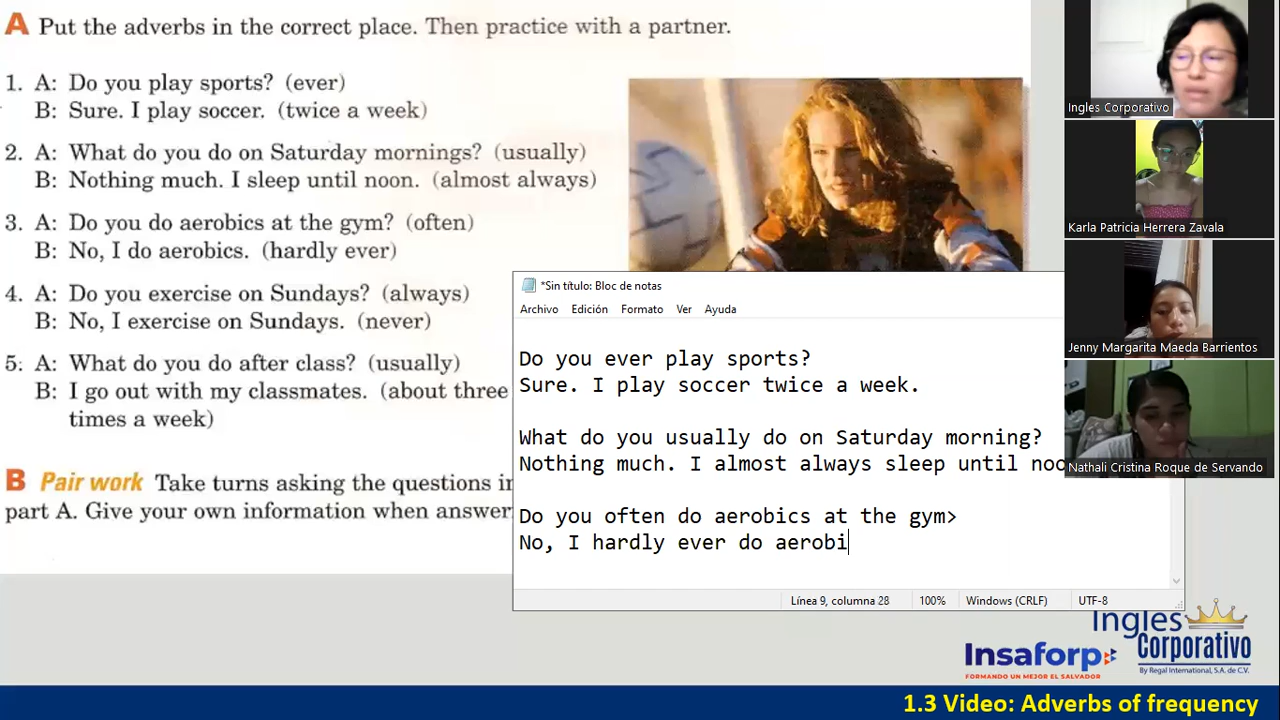 A Put the adverbs in the correct place. Then practice with a partner.
1. A: Do you play sports? (ever)
B: Sure. I play soccer. (twice a week)
2. A: What do you do on Saturday mornings? (usually)
B: Nothing much. I sleep until noon. (almost always)
3. A: Do you do aerobics at the gym? (often)
B: No, I do aerobics. (hardly ever)
4. A: Do you exercise on Sundays? (always)
B: No, I exercise on Sundays. (never)
5: A: What do you do after class? (usually)
B: I go out with my classmates. (about three
times a week)
B Pair work Take turns asking the questions in
part A. Give your own information when answer
*Sin título: Bloc de notas
Archivo Edición Formato Ver Ayuda
Do you ever play sports?
Sure. I play soccer twice a week.
What do you usually do on Saturday morning?
Nothing much. I almost always sleep until noo
Do you often do aerobics at the gym>
No, I hardly ever do aerobi
Línea 9, columna 28 100% Windows (CRLF) UTF-8
Ingles Corporativo
Karla Patricia Herrera Zavala
Jenny Margarita Maeda Barrientos
Nathali Cristina Roque de Servando
Insaforp
FORMANDO UN MEJOR EL SALVADOR
Ingles
Corporativo
By Regal International, S.A. de C.V.
1.3 Video: Adverbs of frequency